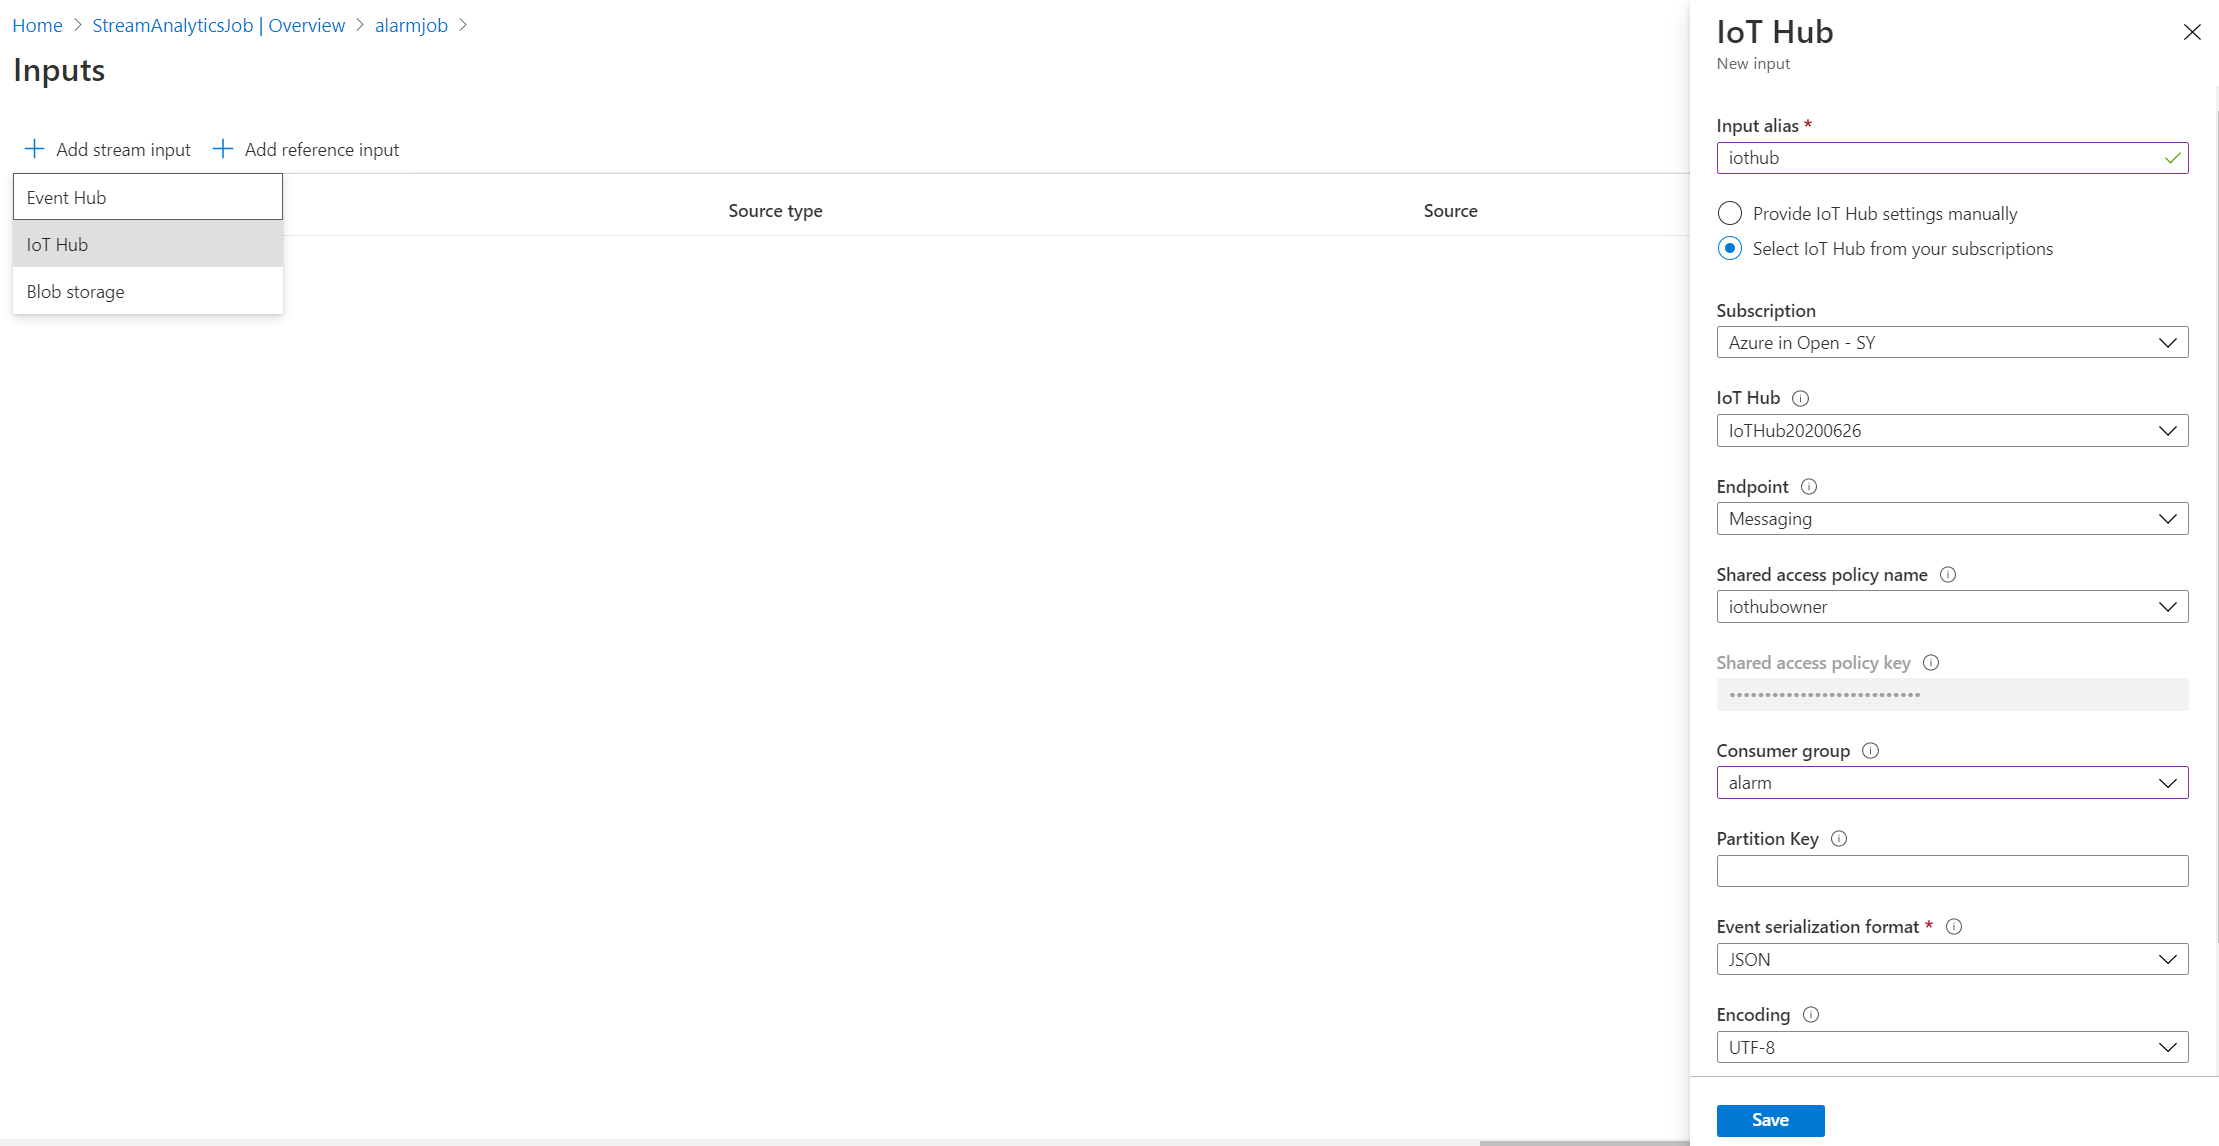 Home > StreamAnalyticsJob | Overview > alarmjob >
Inputs
+ Add stream input + Add reference input
Event Hub
IoT Hub
Blob storage
Source type Source
IoT Hub
New input
Input alias *
iothub
Provide IoT Hub settings manually
Select IoT Hub from your subscriptions
Subscription
Azure in Open - SY
IoT Hub
IoTHub20200626
Endpoint
Messaging
Shared access policy name
iothubowner
Shared access policy key
•••••••••••••••••••••••••••
Consumer group
alarm
Partition Key
Event serialization format *
JSON
Encoding
UTF-8
Save